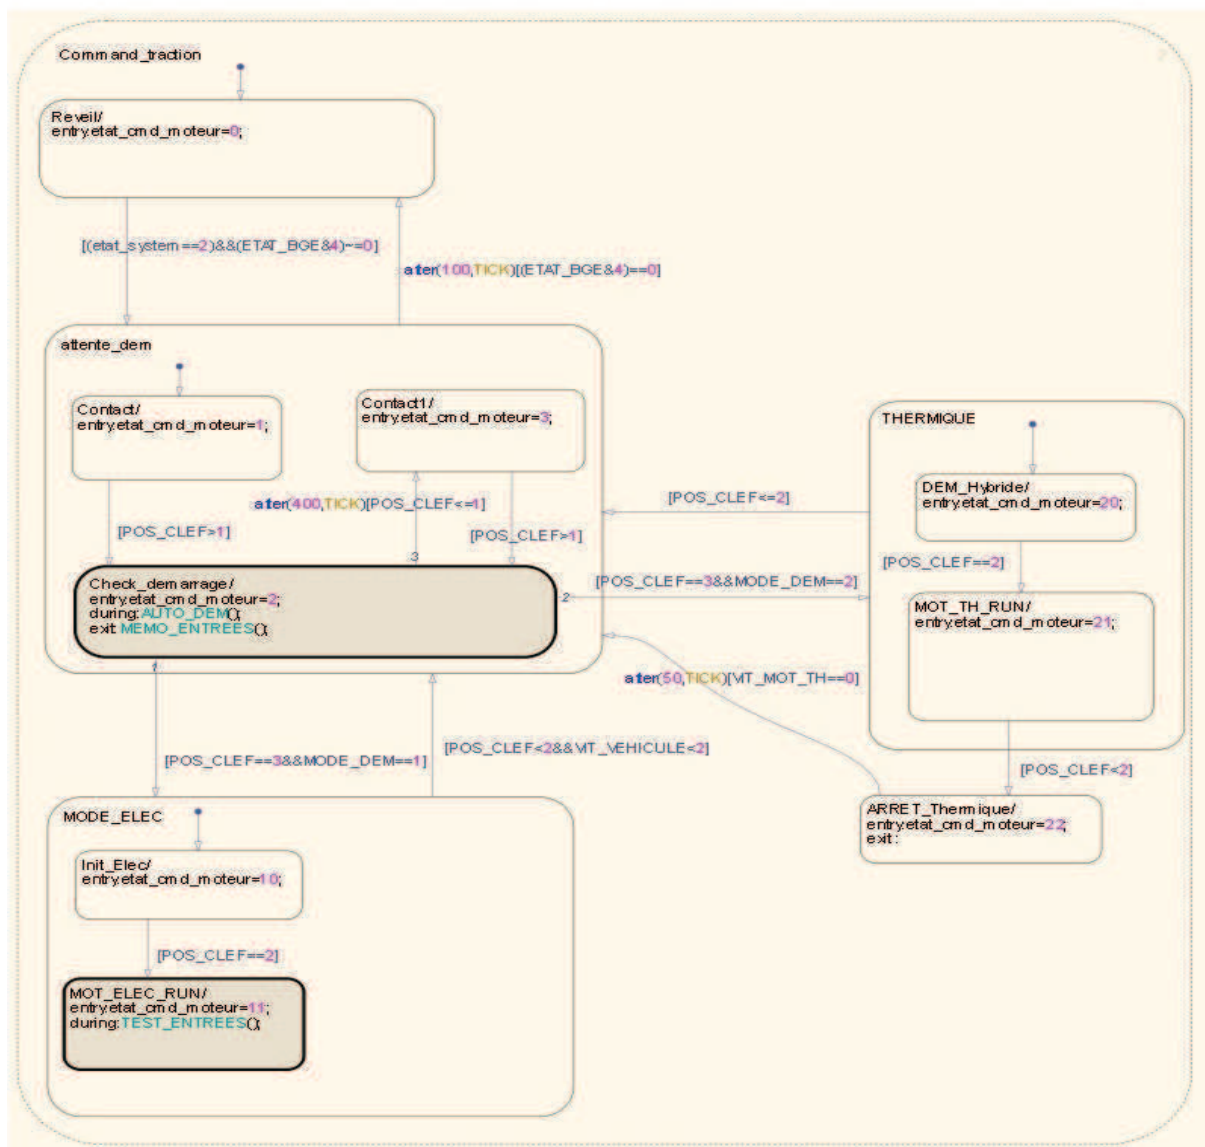 Command_traction
Reveil/
entry:etat_cmd_moteur=0;
[(etat_system==2)&&(ETAT_BGE&4)~=0]
after(100,TICK)[(ETAT_BGE&4)==0]
attente_dem
Contact/
entry:etat_cmd_moteur=1;
Contact1/
entry:etat_cmd_moteur=3;
THERMIQUE
DEM_Hybride/
entry:etat_cmd_moteur=20;
after(400,TICK)[POS_CLEF<=1]
[POS_CLEF<=2]
[POS_CLEF>1]
[POS_CLEF>1]
3
[POS_CLEF==2]
Check_demarrage/
entry:etat_cmd_moteur=2;
during:AUTO_DEM();
exit:MEMO_ENTREES();
2
[POS_CLEF==3&&MODE_DEM==2]
MOT_TH_RUN/
entry:etat_cmd_moteur=21;
1
after(50,TICK)[VIT_MOT_TH==0]
[POS_CLEF==3&&MODE_DEM==1]
[POS_CLEF<2&&VIT_VEHICULE<2]
[POS_CLEF<2]
ARRET_Thermique/
entry:etat_cmd_moteur=22;
exit:
MODE_ELEC
Init_Elec/
entry:etat_cmd_moteur=10;
[POS_CLEF==2]
MOT_ELEC_RUN/
entry:etat_cmd_moteur=11;
during:TEST_ENTREES();